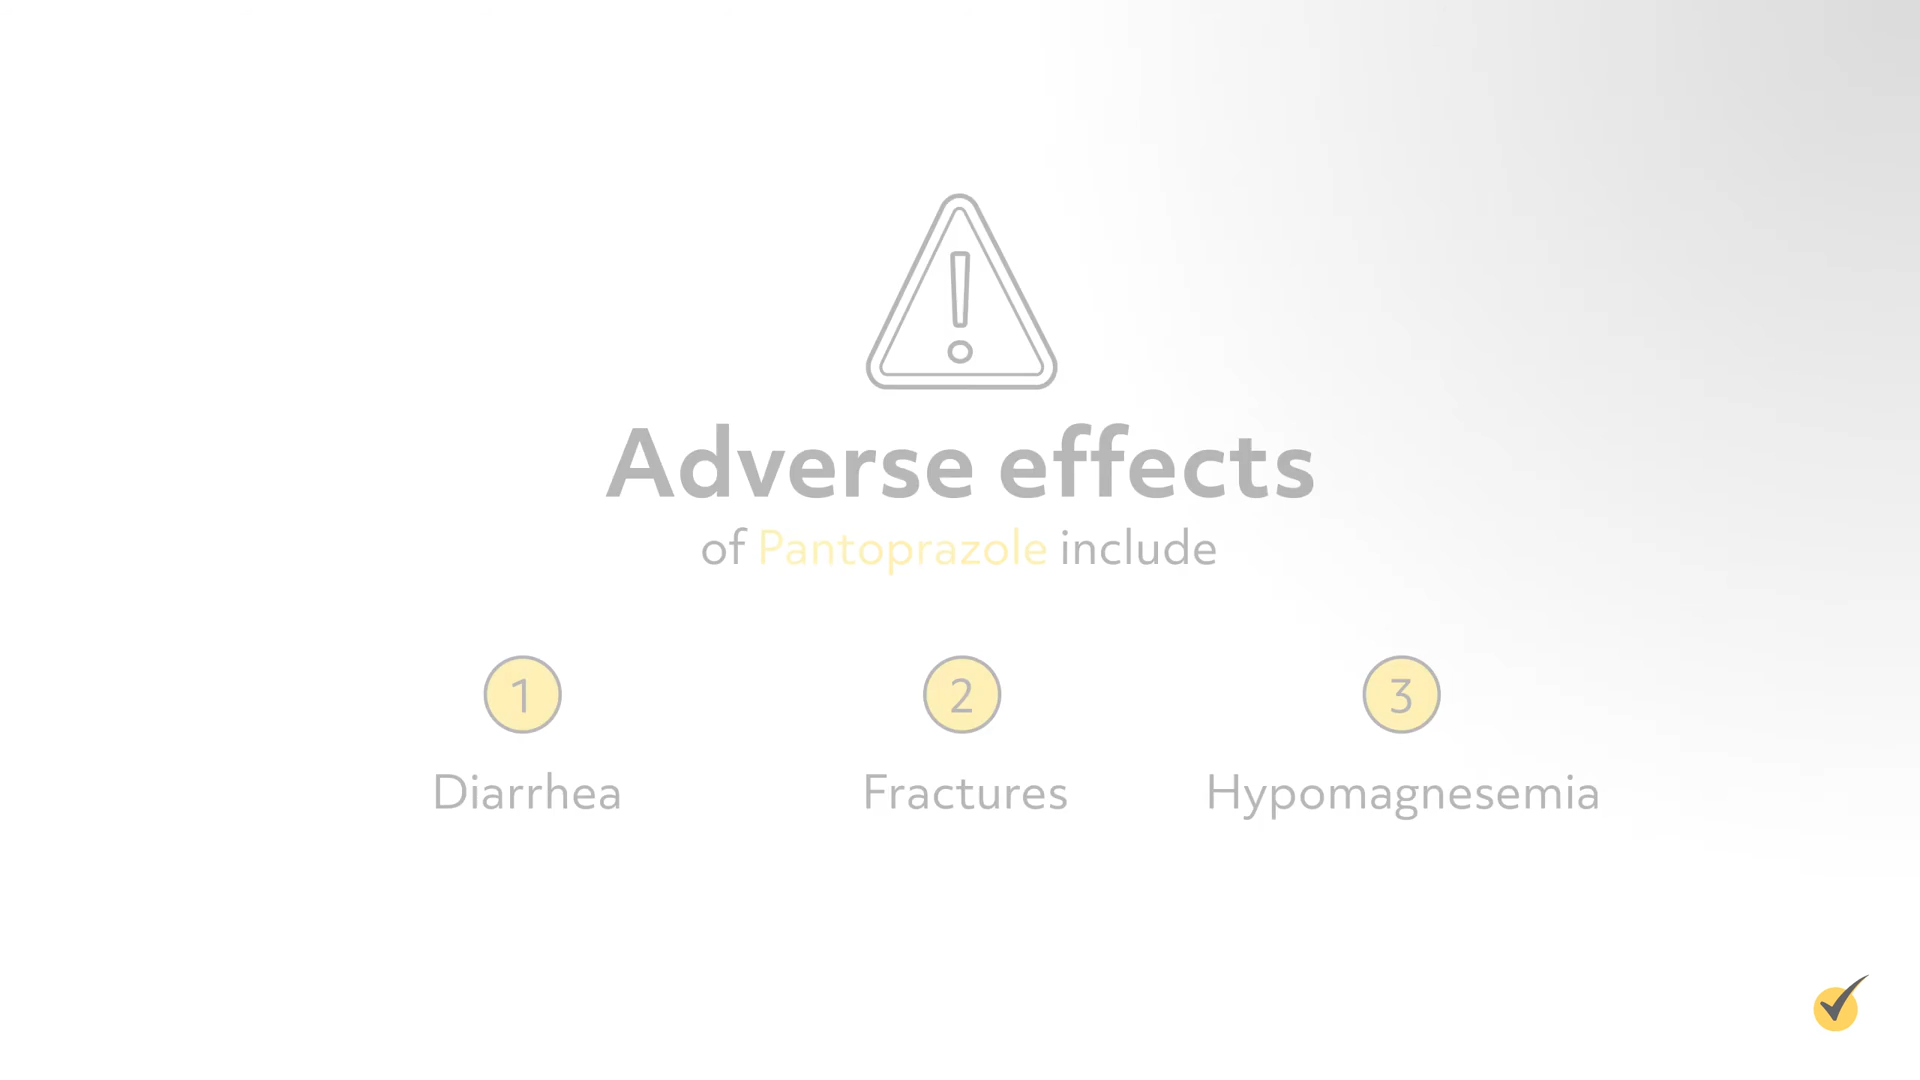 Adverse effects
of Pantoprazole include
1 2 3
Diarrhea Fractures Hypomagnesemia